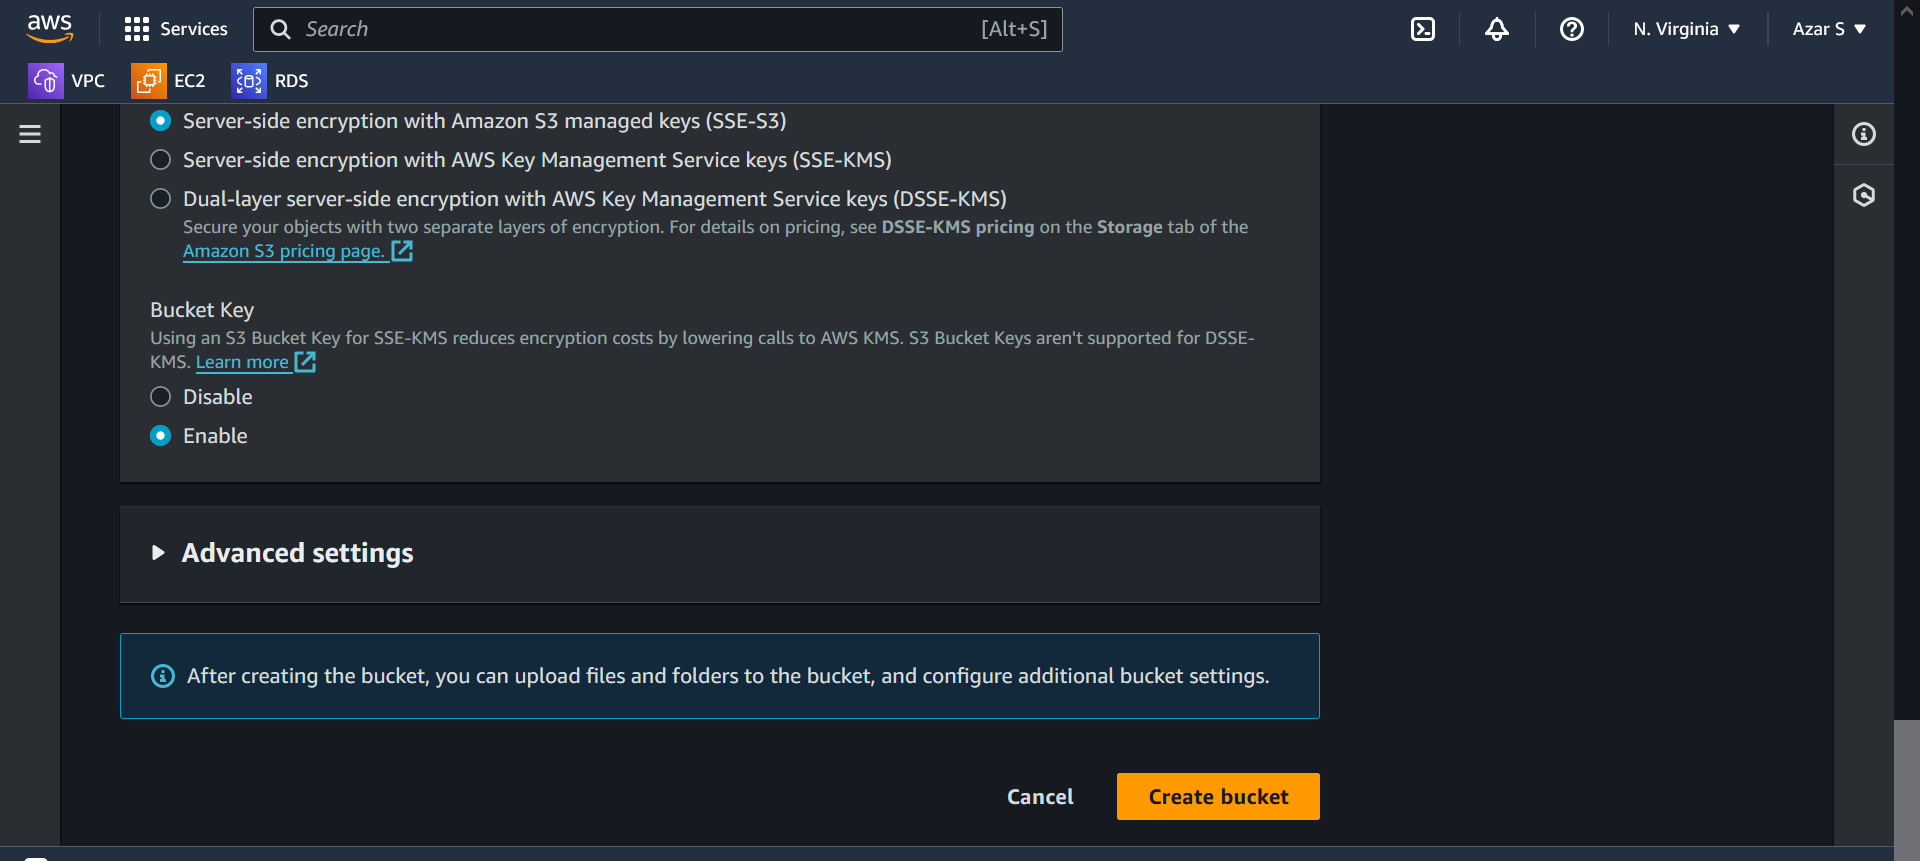 aws
Services
Search
[Alt+S]
N. Virginia
Azar S
VPC
EC2
RDS
Server-side encryption with Amazon S3 managed keys (SSE-S3)
Server-side encryption with AWS Key Management Service keys (SSE-KMS)
Dual-layer server-side encryption with AWS Key Management Service keys (DSSE-KMS)
Secure your objects with two separate layers of encryption. For details on pricing, see DSSE-KMS pricing on the Storage tab of the
Amazon S3 pricing page.
Bucket Key
Using an S3 Bucket Key for SSE-KMS reduces encryption costs by lowering calls to AWS KMS. S3 Bucket Keys aren't supported for DSSE-
KMS. Learn more
Disable
Enable
Advanced settings
After creating the bucket, you can upload files and folders to the bucket, and configure additional bucket settings.
Cancel
Create bucket